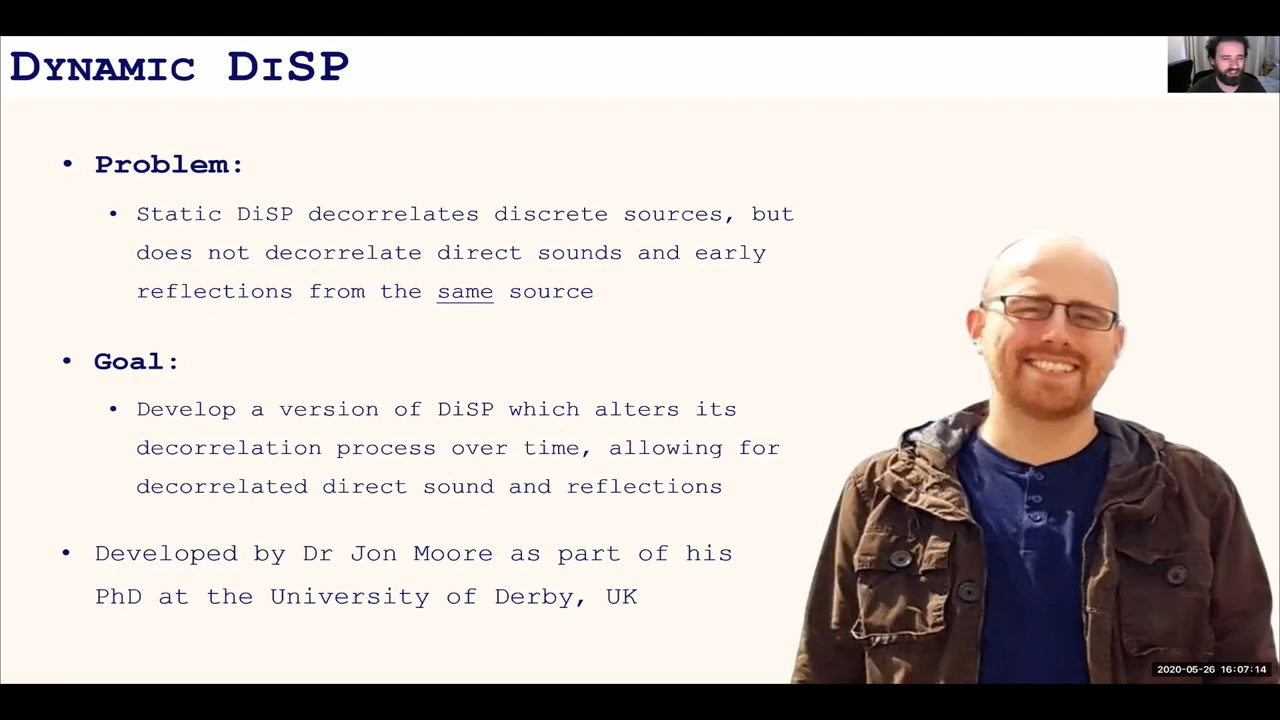 Dynamic DiSP
• Problem:
• Static DiSP decorrelates discrete sources, but
does not decorrelate direct sounds and early
reflections from the same source
• Goal:
• Develop a version of DiSP which alters its
decorrelation process over time, allowing for
decorrelated direct sound and reflections
• Developed by Dr Jon Moore as part of his
PhD at the University of Derby, UK
2020-05-26 16:07:14